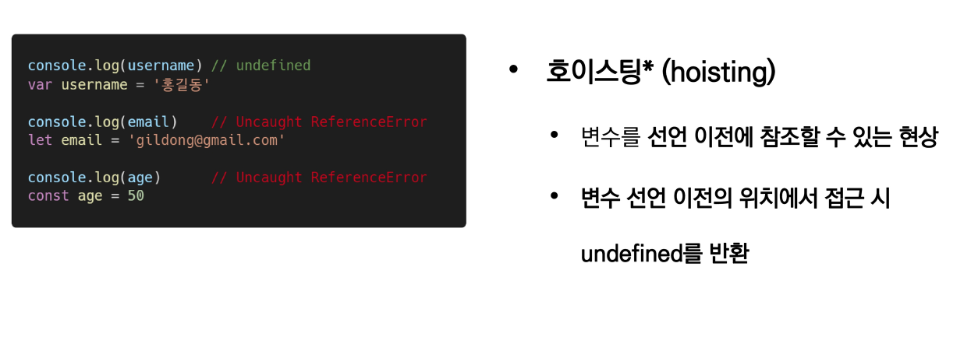 console.log(username) // undefined
var username = '홍길동'
console.log(email)    // Uncaught ReferenceError
let email = 'gildong@gmail.com'
console.log(age)      // Uncaught ReferenceError
const age = 50
• 호이스팅* (hoisting)
• 변수를 선언 이전에 참조할 수 있는 현상
• 변수 선언 이전의 위치에서 접근 시
undefined를 반환